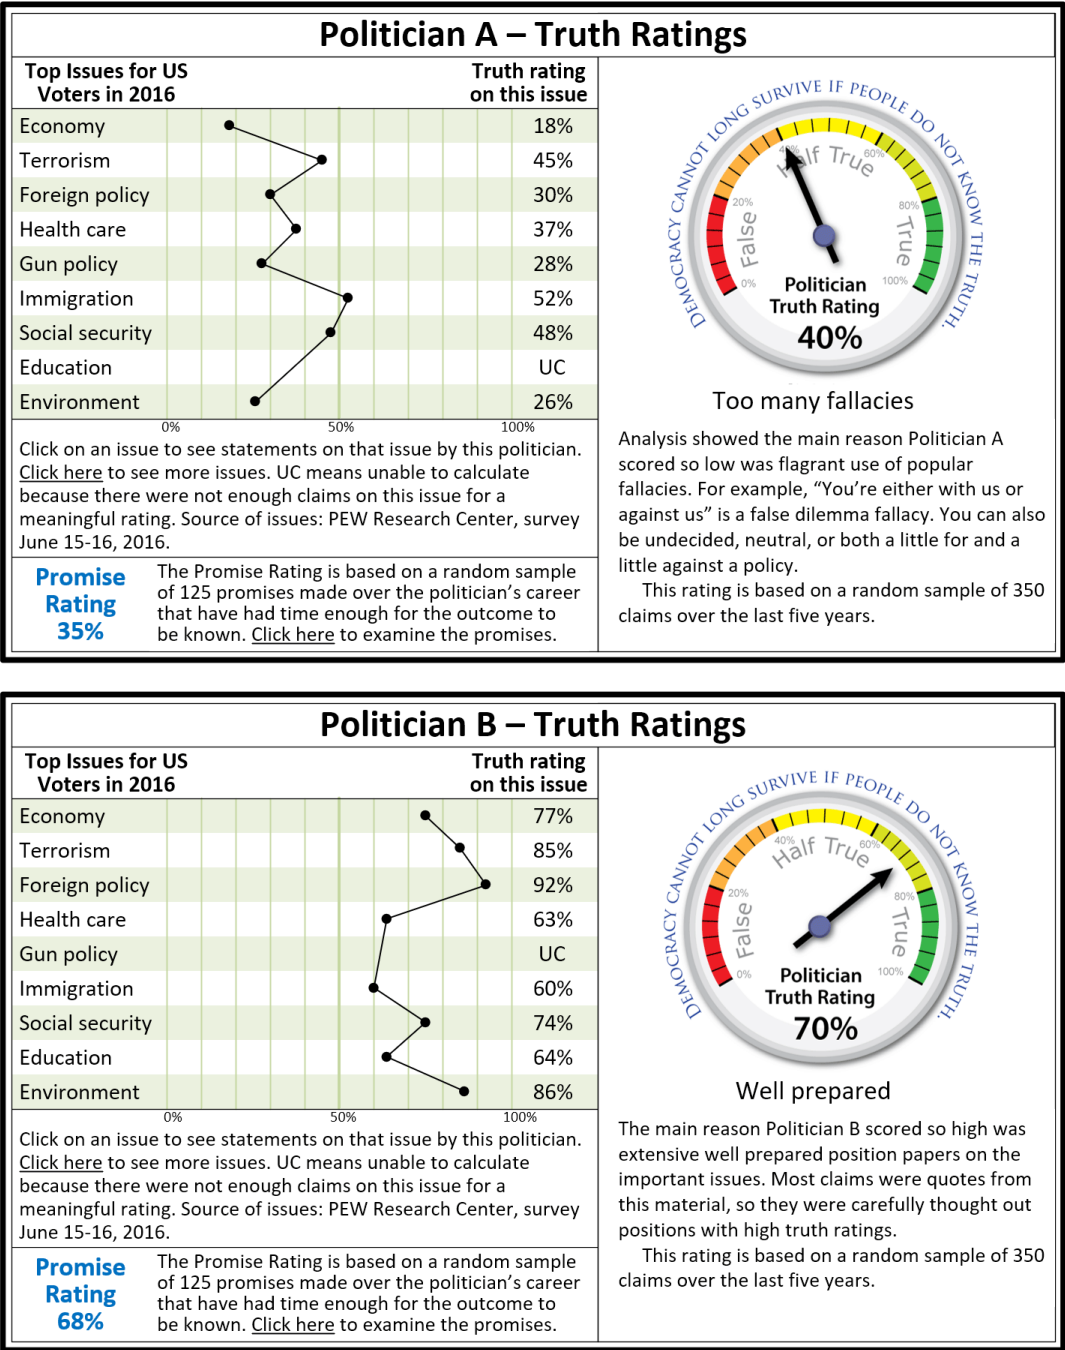 Politician A – Truth Ratings
Top Issues for US
Voters in 2016
Truth rating
on this issue
Economy 18%
Terrorism 45%
Foreign policy 30%
Health care 37%
Gun policy 28%
Immigration 52%
Social security 48%
Education UC
Environment 26%
0% 50% 100%
Click on an issue to see statements on that issue by this politician.
Click here to see more issues. UC means unable to calculate
because there were not enough claims on this issue for a
meaningful rating. Source of issues: PEW Research Center, survey
June 15-16, 2016.
Promise
Rating
35%
The Promise Rating is based on a random sample
of 125 promises made over the politician’s career
that have had time enough for the outcome to
be known. Click here to examine the promises.
DEMOCRACY CANNOT LONG SURVIVE IF PEOPLE DO NOT KNOW THE TRUTH.
0% 20% 40% 60% 80% 100%
False Half True True
Politician
Truth Rating
40%
Too many fallacies
Analysis showed the main reason Politician A
scored so low was flagrant use of popular
fallacies. For example, “You’re either with us or
against us” is a false dilemma fallacy. You can also
be undecided, neutral, or both a little for and a
little against a policy.
This rating is based on a random sample of 350
claims over the last five years.
Politician B – Truth Ratings
Top Issues for US
Voters in 2016
Truth rating
on this issue
Economy 77%
Terrorism 85%
Foreign policy 92%
Health care 63%
Gun policy UC
Immigration 60%
Social security 74%
Education 64%
Environment 86%
0% 50% 100%
Click on an issue to see statements on that issue by this politician.
Click here to see more issues. UC means unable to calculate
because there were not enough claims on this issue for a
meaningful rating. Source of issues: PEW Research Center, survey
June 15-16, 2016.
Promise
Rating
68%
The Promise Rating is based on a random sample
of 125 promises made over the politician’s career
that have had time enough for the outcome to
be known. Click here to examine the promises.
DEMOCRACY CANNOT LONG SURVIVE IF PEOPLE DO NOT KNOW THE TRUTH.
0% 20% 40% 60% 80% 100%
False Half True True
Politician
Truth Rating
70%
Well prepared
The main reason Politician B scored so high was
extensive well prepared position papers on the
important issues. Most claims were quotes from
this material, so they were carefully thought out
positions with high truth ratings.
This rating is based on a random sample of 350
claims over the last five years.